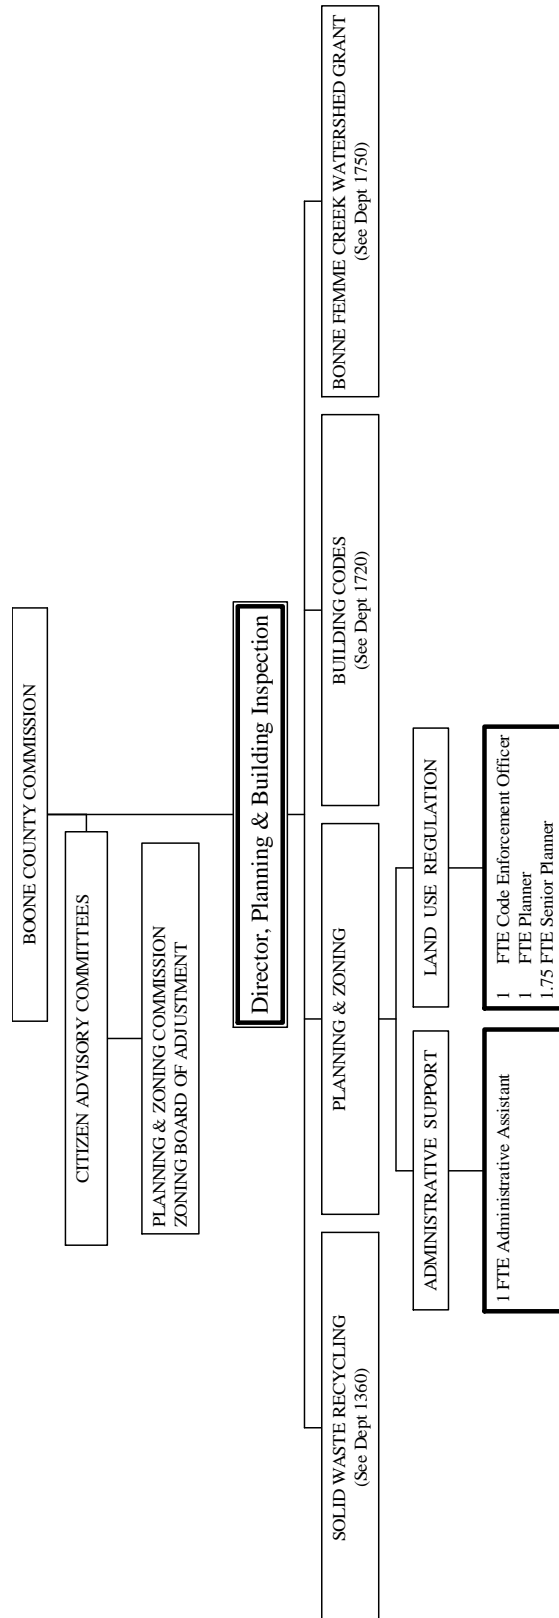 BOONE COUNTY COMMISSION
CITIZEN ADVISORY COMMITTEES
PLANNING & ZONING COMMISSION
ZONING BOARD OF ADJUSTMENT
Director, Planning & Building Inspection
SOLID WASTE RECYCLING
(See Dept 1360)
PLANNING & ZONING
BUILDING CODES
(See Dept 1720)
BONNE FEMME CREEK WATERSHED GRANT
(See Dept 1750)
ADMINISTRATIVE SUPPORT
LAND USE REGULATION
1 FTE Administrative Assistant
1 FTE Code Enforcement Officer
1 FTE Planner
1.75 FTE Senior Planner